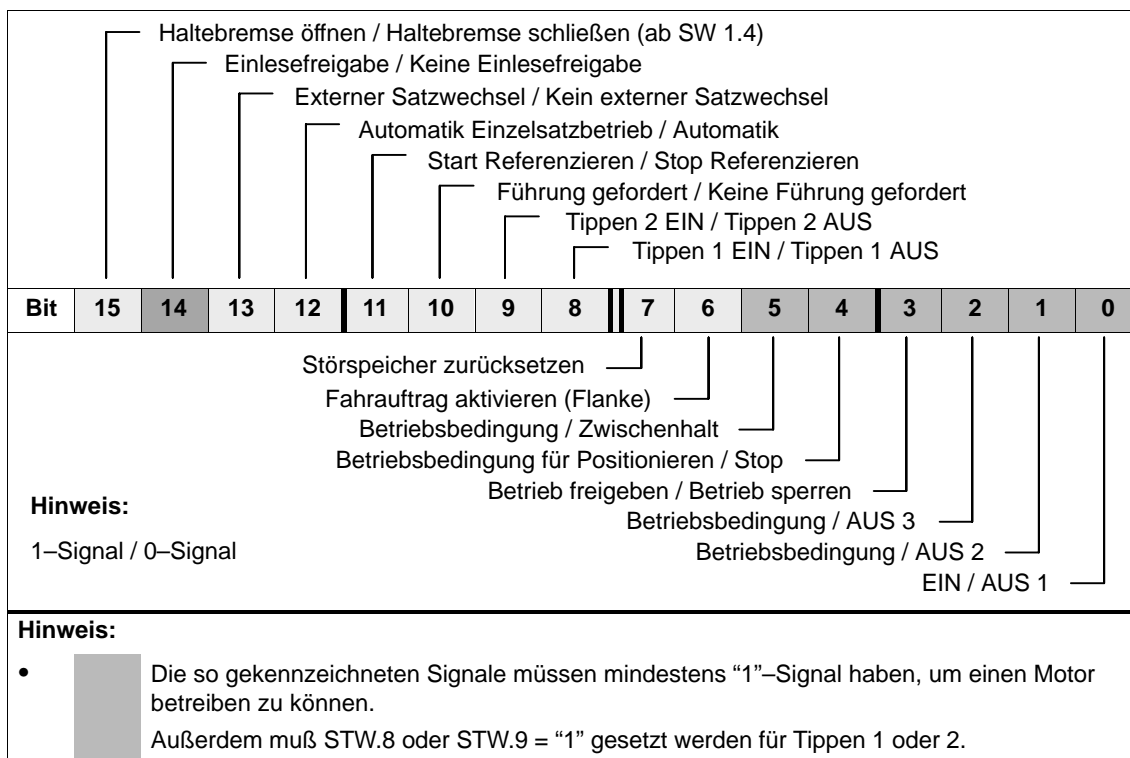 Haltebremse öffnen / Haltebremse schließen (ab SW 1.4)
Einlesefreigabe / Keine Einlesefreigabe
Externer Satzwechsel / Kein externer Satzwechsel
Automatik Einzelsatzbetrieb / Automatik
Start Referenzieren / Stop Referenzieren
Führung gefordert / Keine Führung gefordert
Tippen 2 EIN / Tippen 2 AUS
Tippen 1 EIN / Tippen 1 AUS
Bit 15 14 13 12 11 10 9 8 7 6 5 4 3 2 1 0
Störspeicher zurücksetzen
Fahrauftrag aktivieren (Flanke)
Betriebsbedingung / Zwischenhalt
Betriebsbedingung für Positionieren / Stop
Betrieb freigeben / Betrieb sperren
Betriebsbedingung / AUS 3
Betriebsbedingung / AUS 2
EIN / AUS 1
Hinweis:
1–Signal / 0–Signal
Hinweis:
• Die so gekennzeichneten Signale müssen mindestens “1”–Signal haben, um einen Motor
betreiben zu können.
Außerdem muß STW.8 oder STW.9 = “1” gesetzt werden für Tippen 1 oder 2.